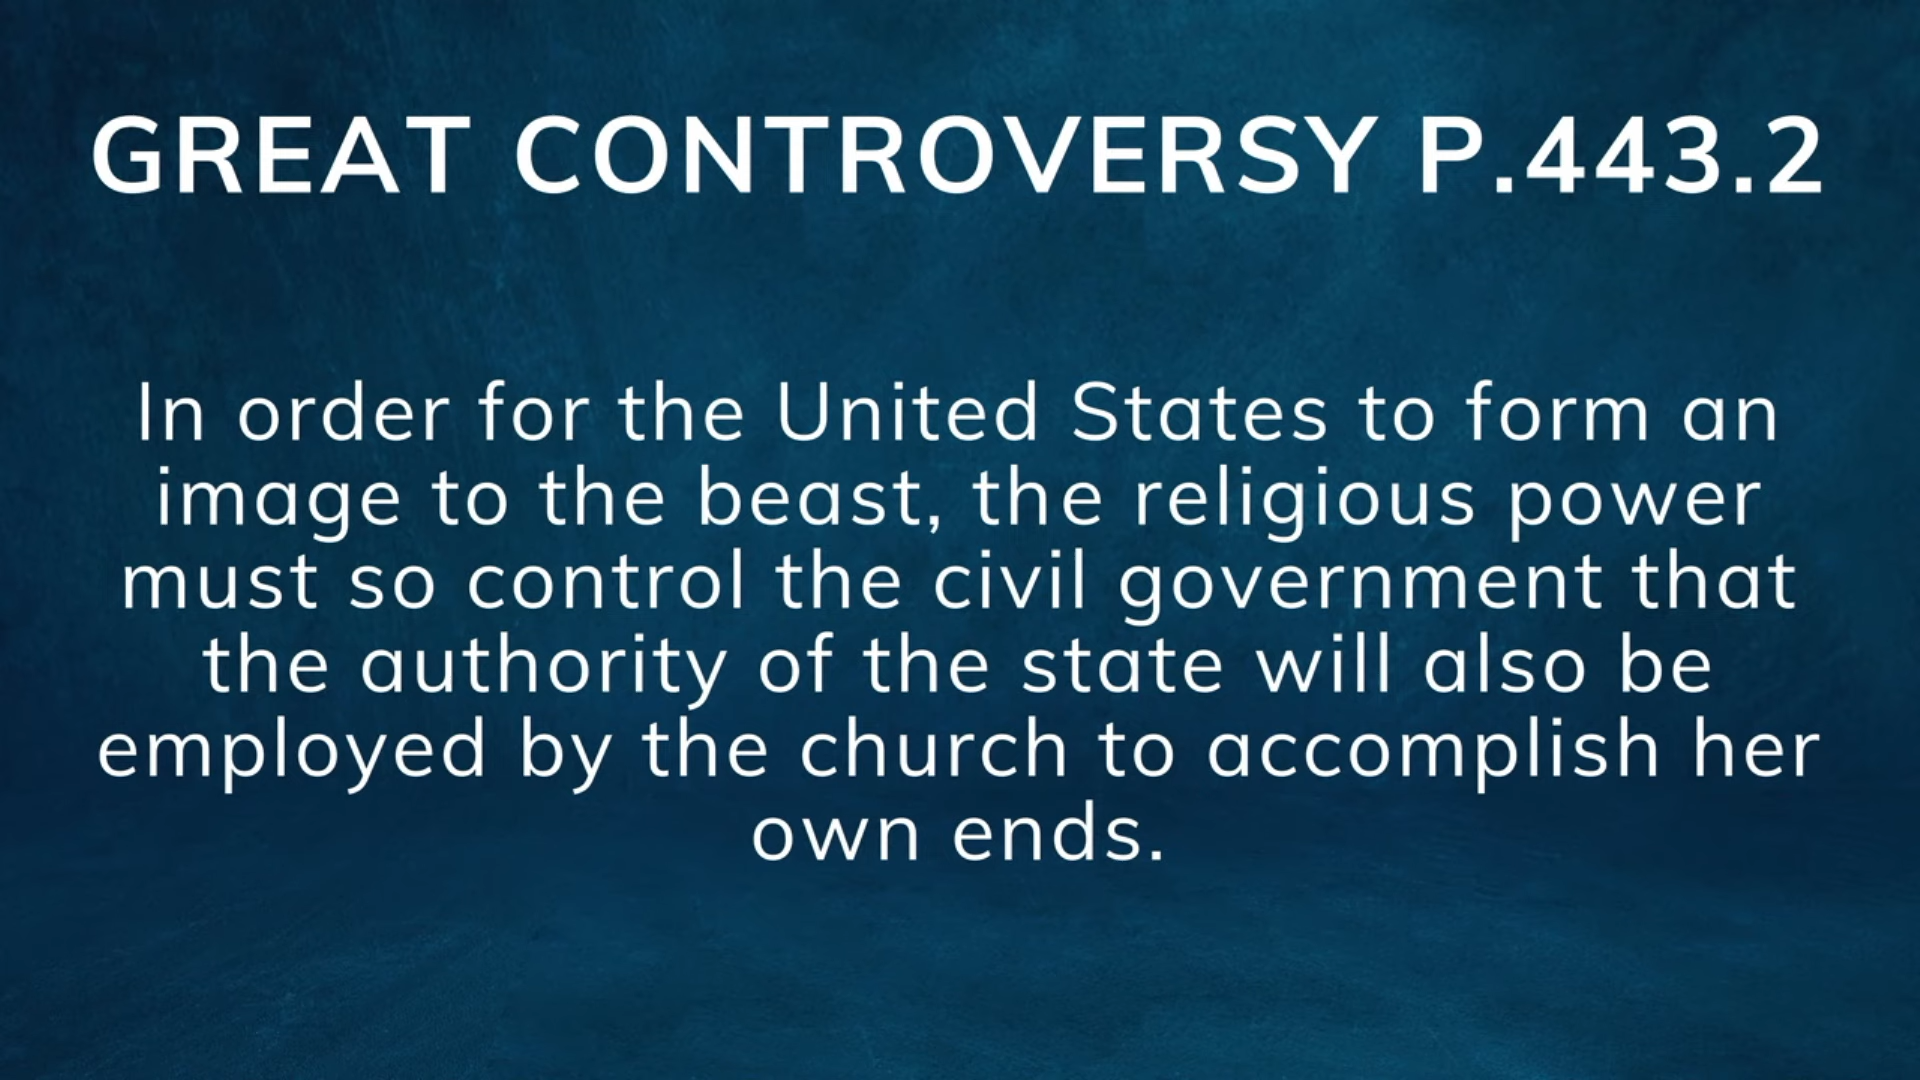 GREAT CONTROVERSY P.443.2
In order for the United States to form an
image to the beast, the religious power
must so control the civil government that
the authority of the state will also be
employed by the church to accomplish her
own ends.